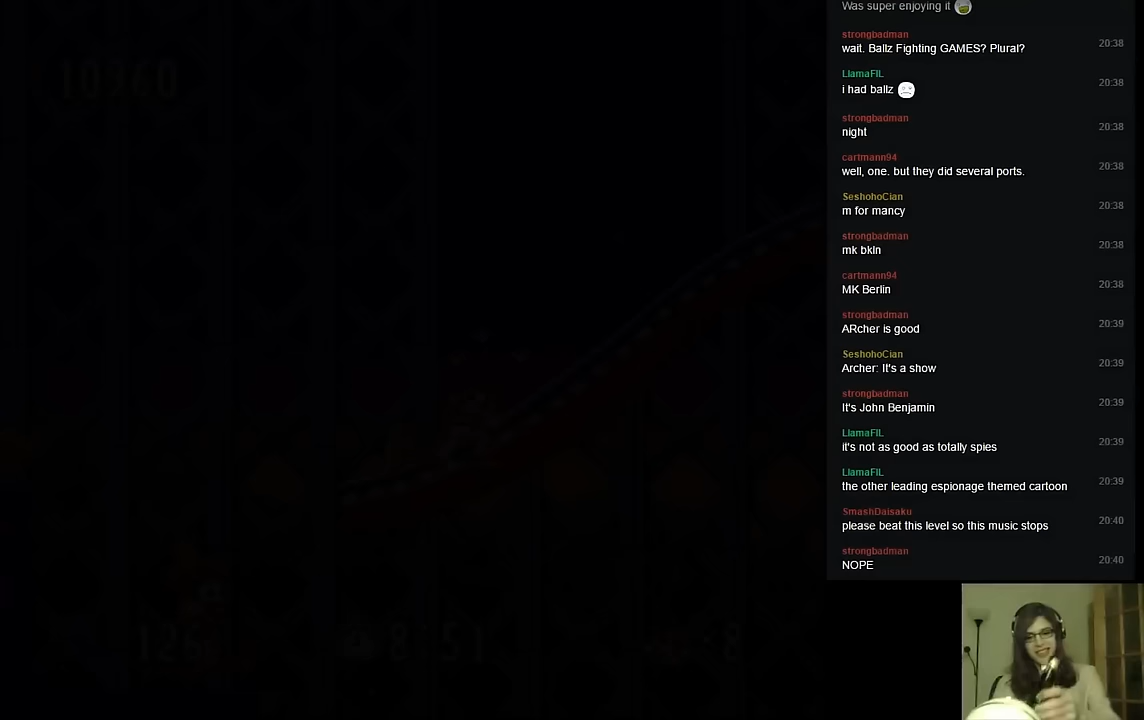 Was super enjoying it
strongbadman
wait. Ballz Fighting GAMES? Plural?
20:38
LlamaFIL
i had ballz
20:38
strongbadman
night
20:38
cartmann94
well, one. but they did several ports.
20:38
SeshohoCian
m for mancy
20:38
strongbadman
mk bkln
20:38
cartmann94
MK Berlin
20:38
strongbadman
ARcher is good
20:39
SeshohoCian
Archer: It's a show
20:39
strongbadman
It's John Benjamin
20:39
LlamaFIL
it's not as good as totally spies
20:39
LlamaFIL
the other leading espionage themed cartoon
20:39
SmashDaisaku
please beat this level so this music stops
20:40
strongbadman
NOPE
20:40
10340